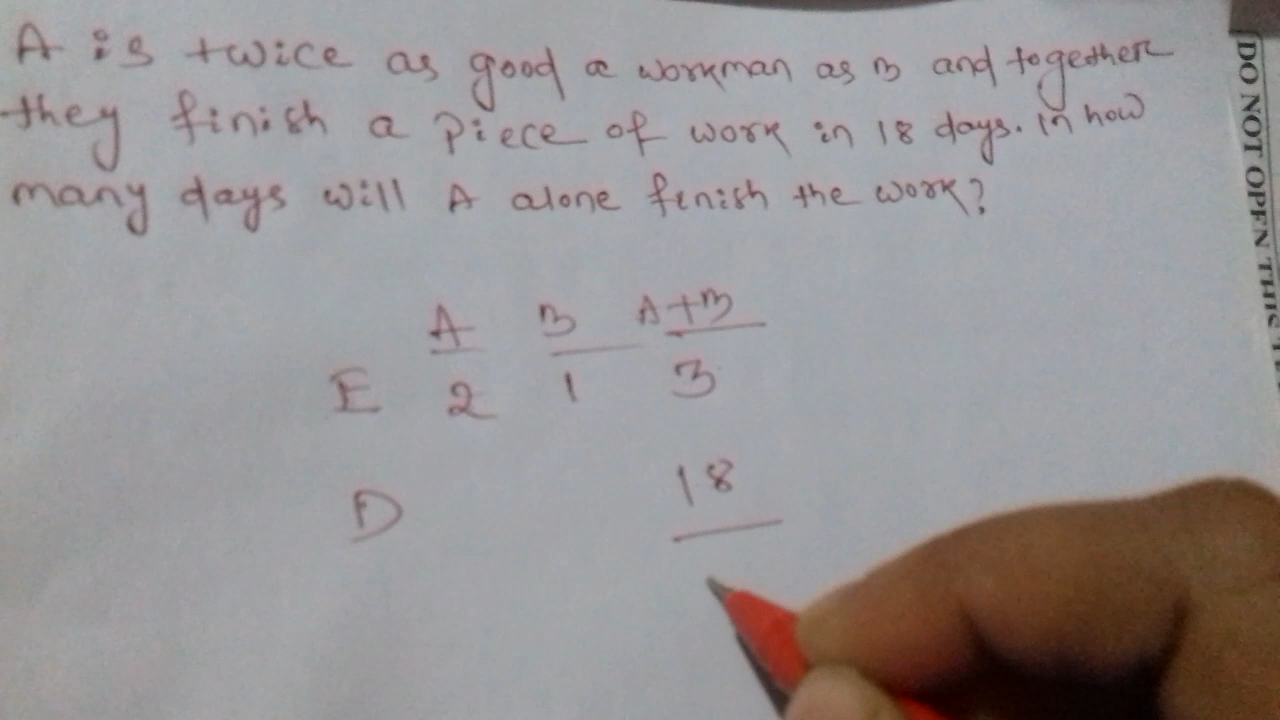 A is twice as good a workman as B and together
they finish a piece of work in 18 days. In how
many days will A alone finish the work?
A B A+B
E 2 1 3
D 18
DO NOT OPEN THIS